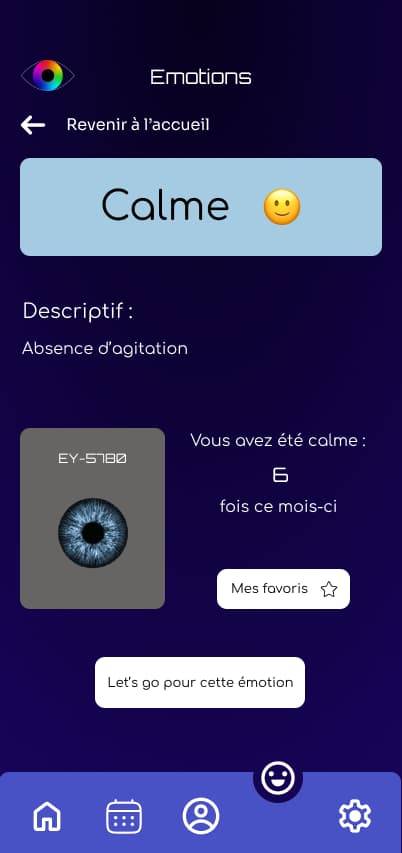 Emotions
Revenir à l’accueil
Calme
Descriptif :
Absence d’agitation
EY-5780
Vous avez été calme :
6
fois ce mois-ci
Mes favoris
Let’s go pour cette émotion